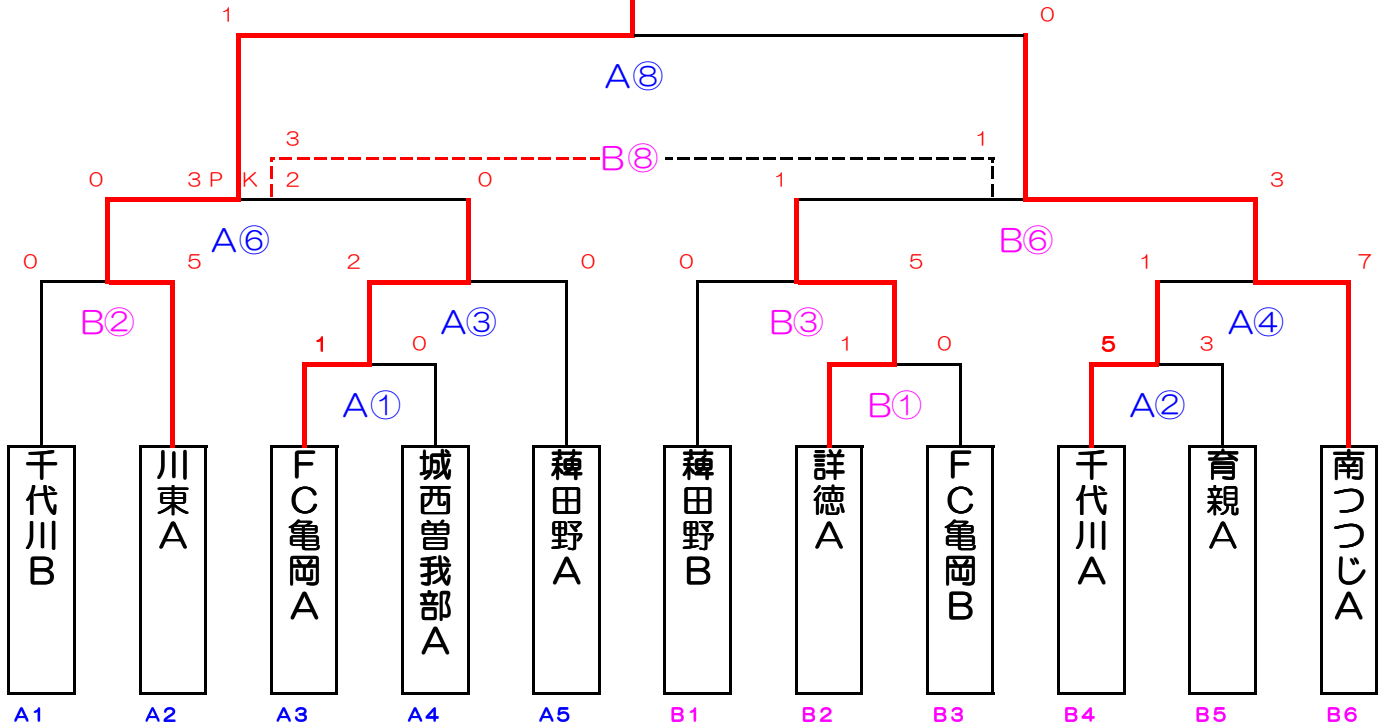 1 0
A⑧
3 1
B⑧
0 3PK2 0 1 3
A⑥ B⑥
0 5 2 0 0 5 1 7
B② A③ B③ A④
1 0 1 0 5 3
A① B① A②
千代川B
川東A
FC亀岡A
城西曽我部A
薭田野A
薭田野B
詳徳A
FC亀岡B
千代川A
育親A
南つつじA
A1 A2 A3 A4 A5 B1 B2 B3 B4 B5 B6